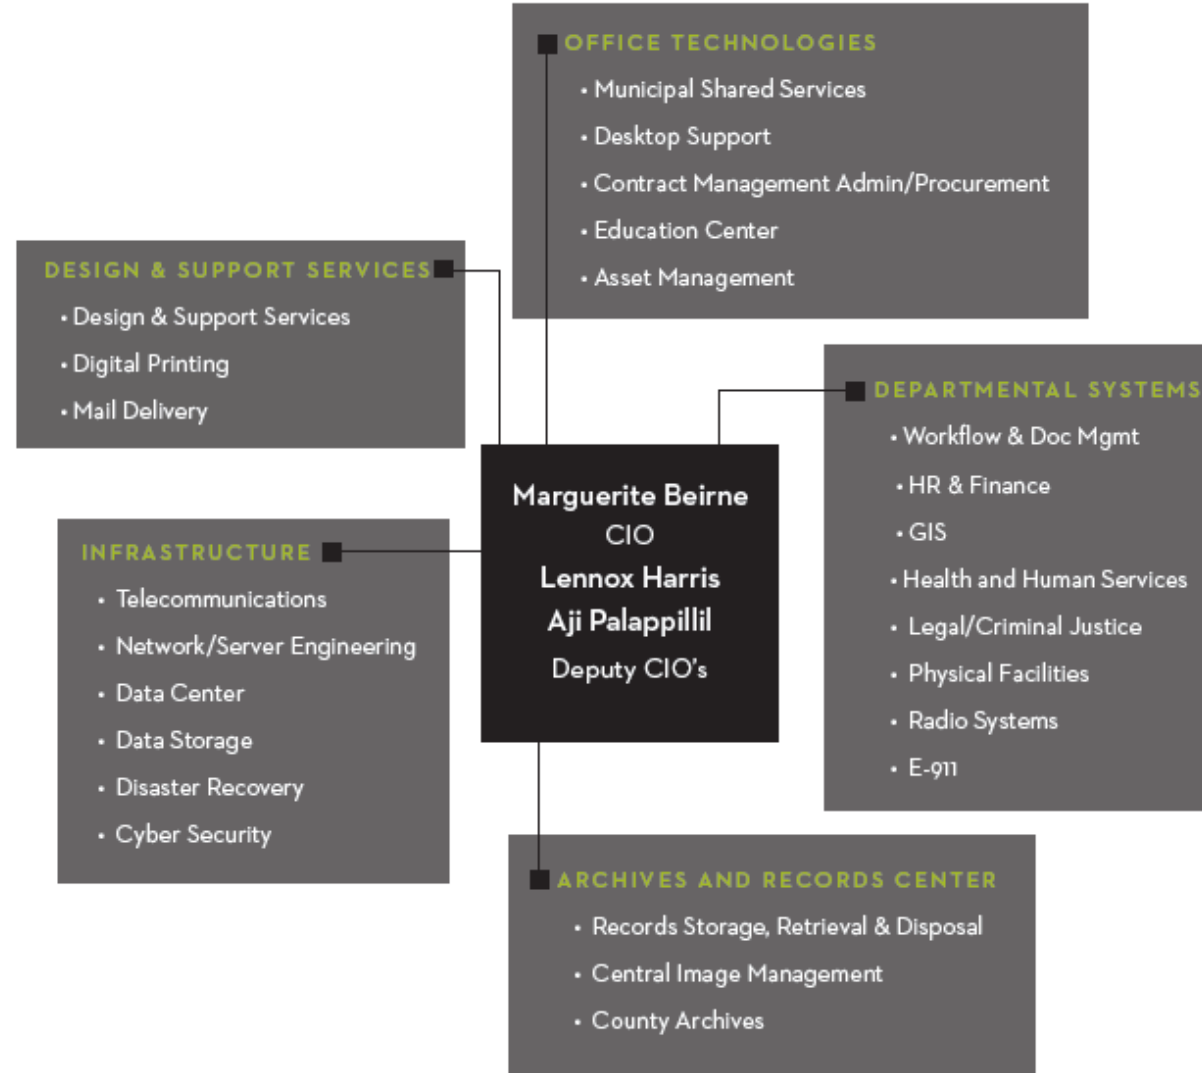 OFFICE TECHNOLOGIES
• Municipal Shared Services
• Desktop Support
• Contract Management Admin/Procurement
• Education Center
• Asset Management
DESIGN & SUPPORT SERVICES
• Design & Support Services
• Digital Printing
• Mail Delivery
DEPARTMENTAL SYSTEMS
• Workflow & Doc Mgmt
• HR & Finance
• GIS
• Health and Human Services
• Legal/Criminal Justice
• Physical Facilities
• Radio Systems
• E-911
Marguerite Beirne
CIO
Lennox Harris
Aji Palappillil
Deputy CIO's
INFRASTRUCTURE
• Telecommunications
• Network/Server Engineering
• Data Center
• Data Storage
• Disaster Recovery
• Cyber Security
ARCHIVES AND RECORDS CENTER
• Records Storage, Retrieval & Disposal
• Central Image Management
• County Archives